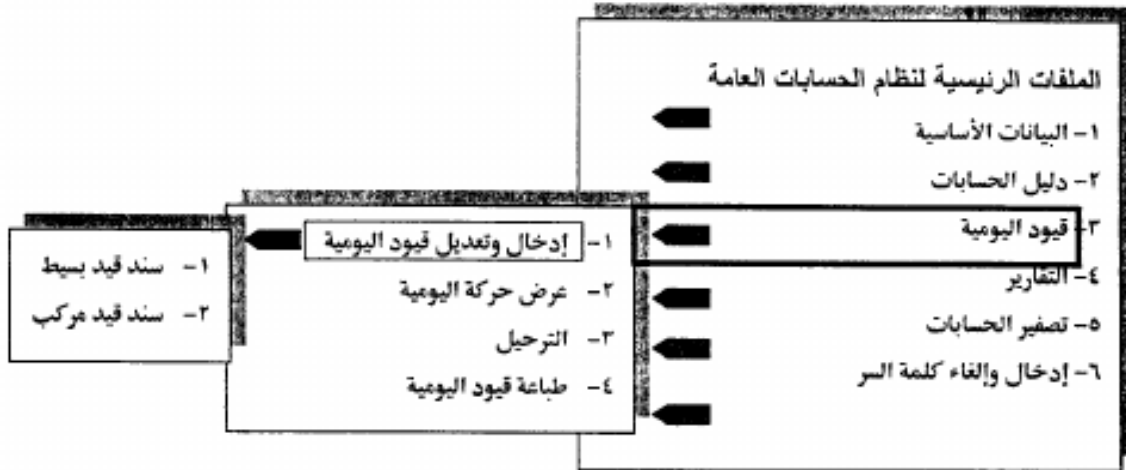 الملفات الرئيسية لنظام الحسابات العامة
١- البيانات الأساسية
٢- دليل الحسابات
٣- قيود اليومية
٤- التقارير
٥- تصفير الحسابات
٦- إدخال وإلغاء كلمة السر
١- إدخال وتعديل قيود اليومية
٢- عرض حركة اليومية
٣- الترحيل
٤- طباعة قيود اليومية
١- سند قيد بسيط
٢- سند قيد مركب